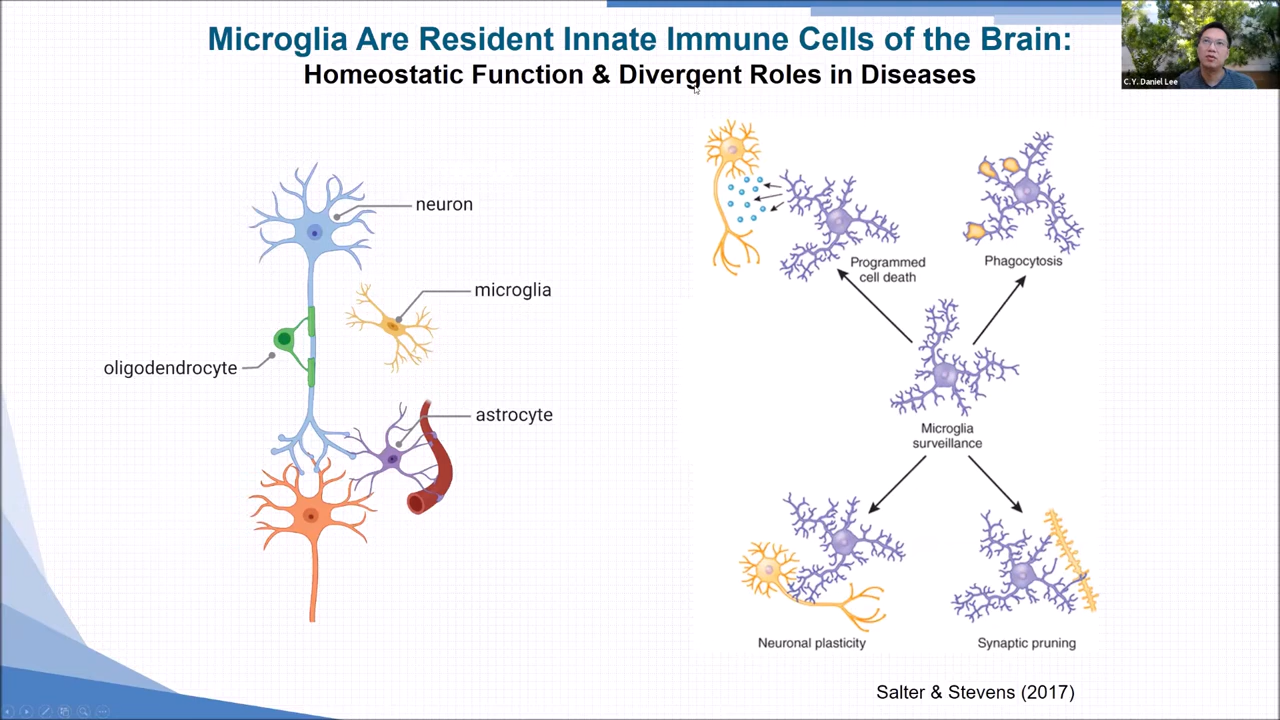 Microglia Are Resident Innate Immune Cells of the Brain:
Homeostatic Function & Divergent Roles in Diseases
C.Y. Daniel Lee
neuron
microglia
oligodendrocyte
astrocyte
Programmed
cell death
Phagocytosis
Microglia
surveillance
Neuronal plasticity
Synaptic pruning
Salter & Stevens (2017)